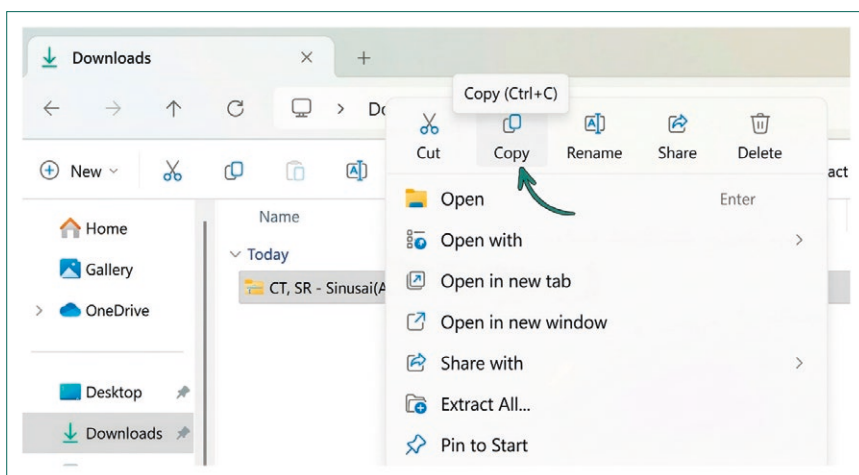 Downloads
Copy (Ctrl+C)
Cut Copy Rename Share Delete
New
Home
Gallery
OneDrive
Desktop
Downloads
Name
Today
CT, SR - Sinusai(A
Open Enter
Open with
Open in new tab
Open in new window
Share with
Extract All...
Pin to Start